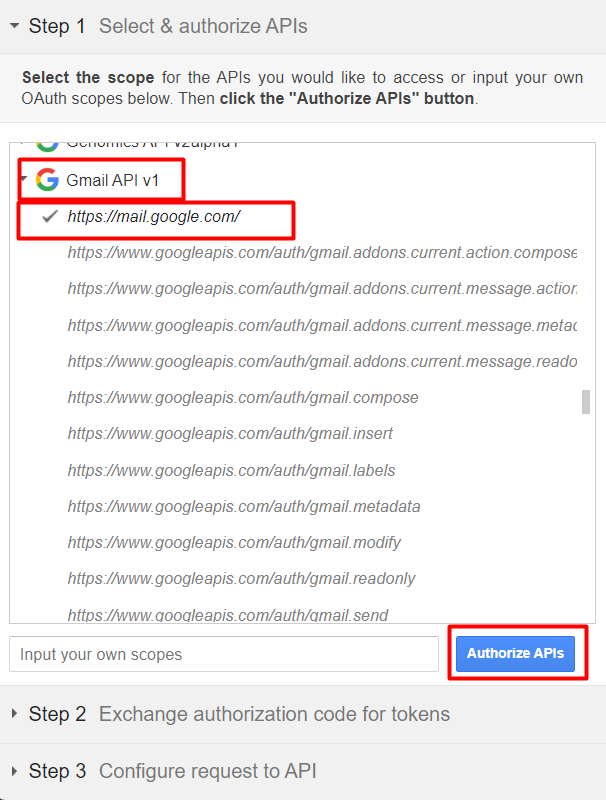 Step 1 Select & authorize APIs
Select the scope for the APIs you would like to access or input your own
OAuth scopes below. Then click the "Authorize APIs" button.
Genomics API v2alpha1
Gmail API v1
https://mail.google.com/
https://www.googleapis.com/auth/gmail.addons.current.action.compose
https://www.googleapis.com/auth/gmail.addons.current.message.action
https://www.googleapis.com/auth/gmail.addons.current.message.metad
https://www.googleapis.com/auth/gmail.addons.current.message.reado
https://www.googleapis.com/auth/gmail.compose
https://www.googleapis.com/auth/gmail.insert
https://www.googleapis.com/auth/gmail.labels
https://www.googleapis.com/auth/gmail.metadata
https://www.googleapis.com/auth/gmail.modify
https://www.googleapis.com/auth/gmail.readonly
https://www.googleapis.com/auth/gmail.send
Input your own scopes
Authorize APIs
Step 2 Exchange authorization code for tokens
Step 3 Configure request to API